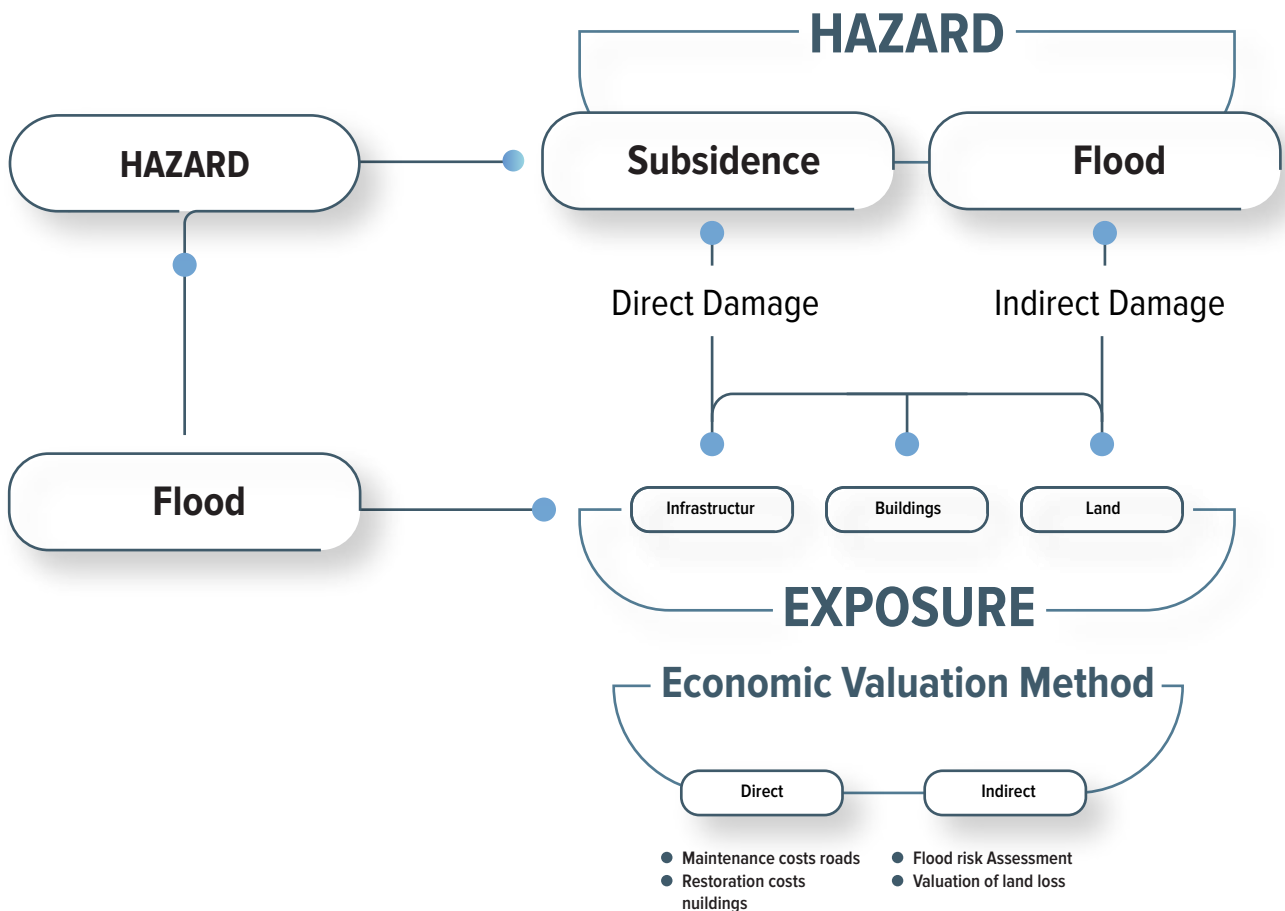 HAZARD
HAZARD
Subsidence
Flood
Direct Damage
Indirect Damage
Flood
Infrastructur
Buildings
Land
EXPOSURE
Economic Valuation Method
Direct
Indirect
Maintenance costs roads
Restoration costs
nuildings
Flood risk Assessment
Valuation of land loss